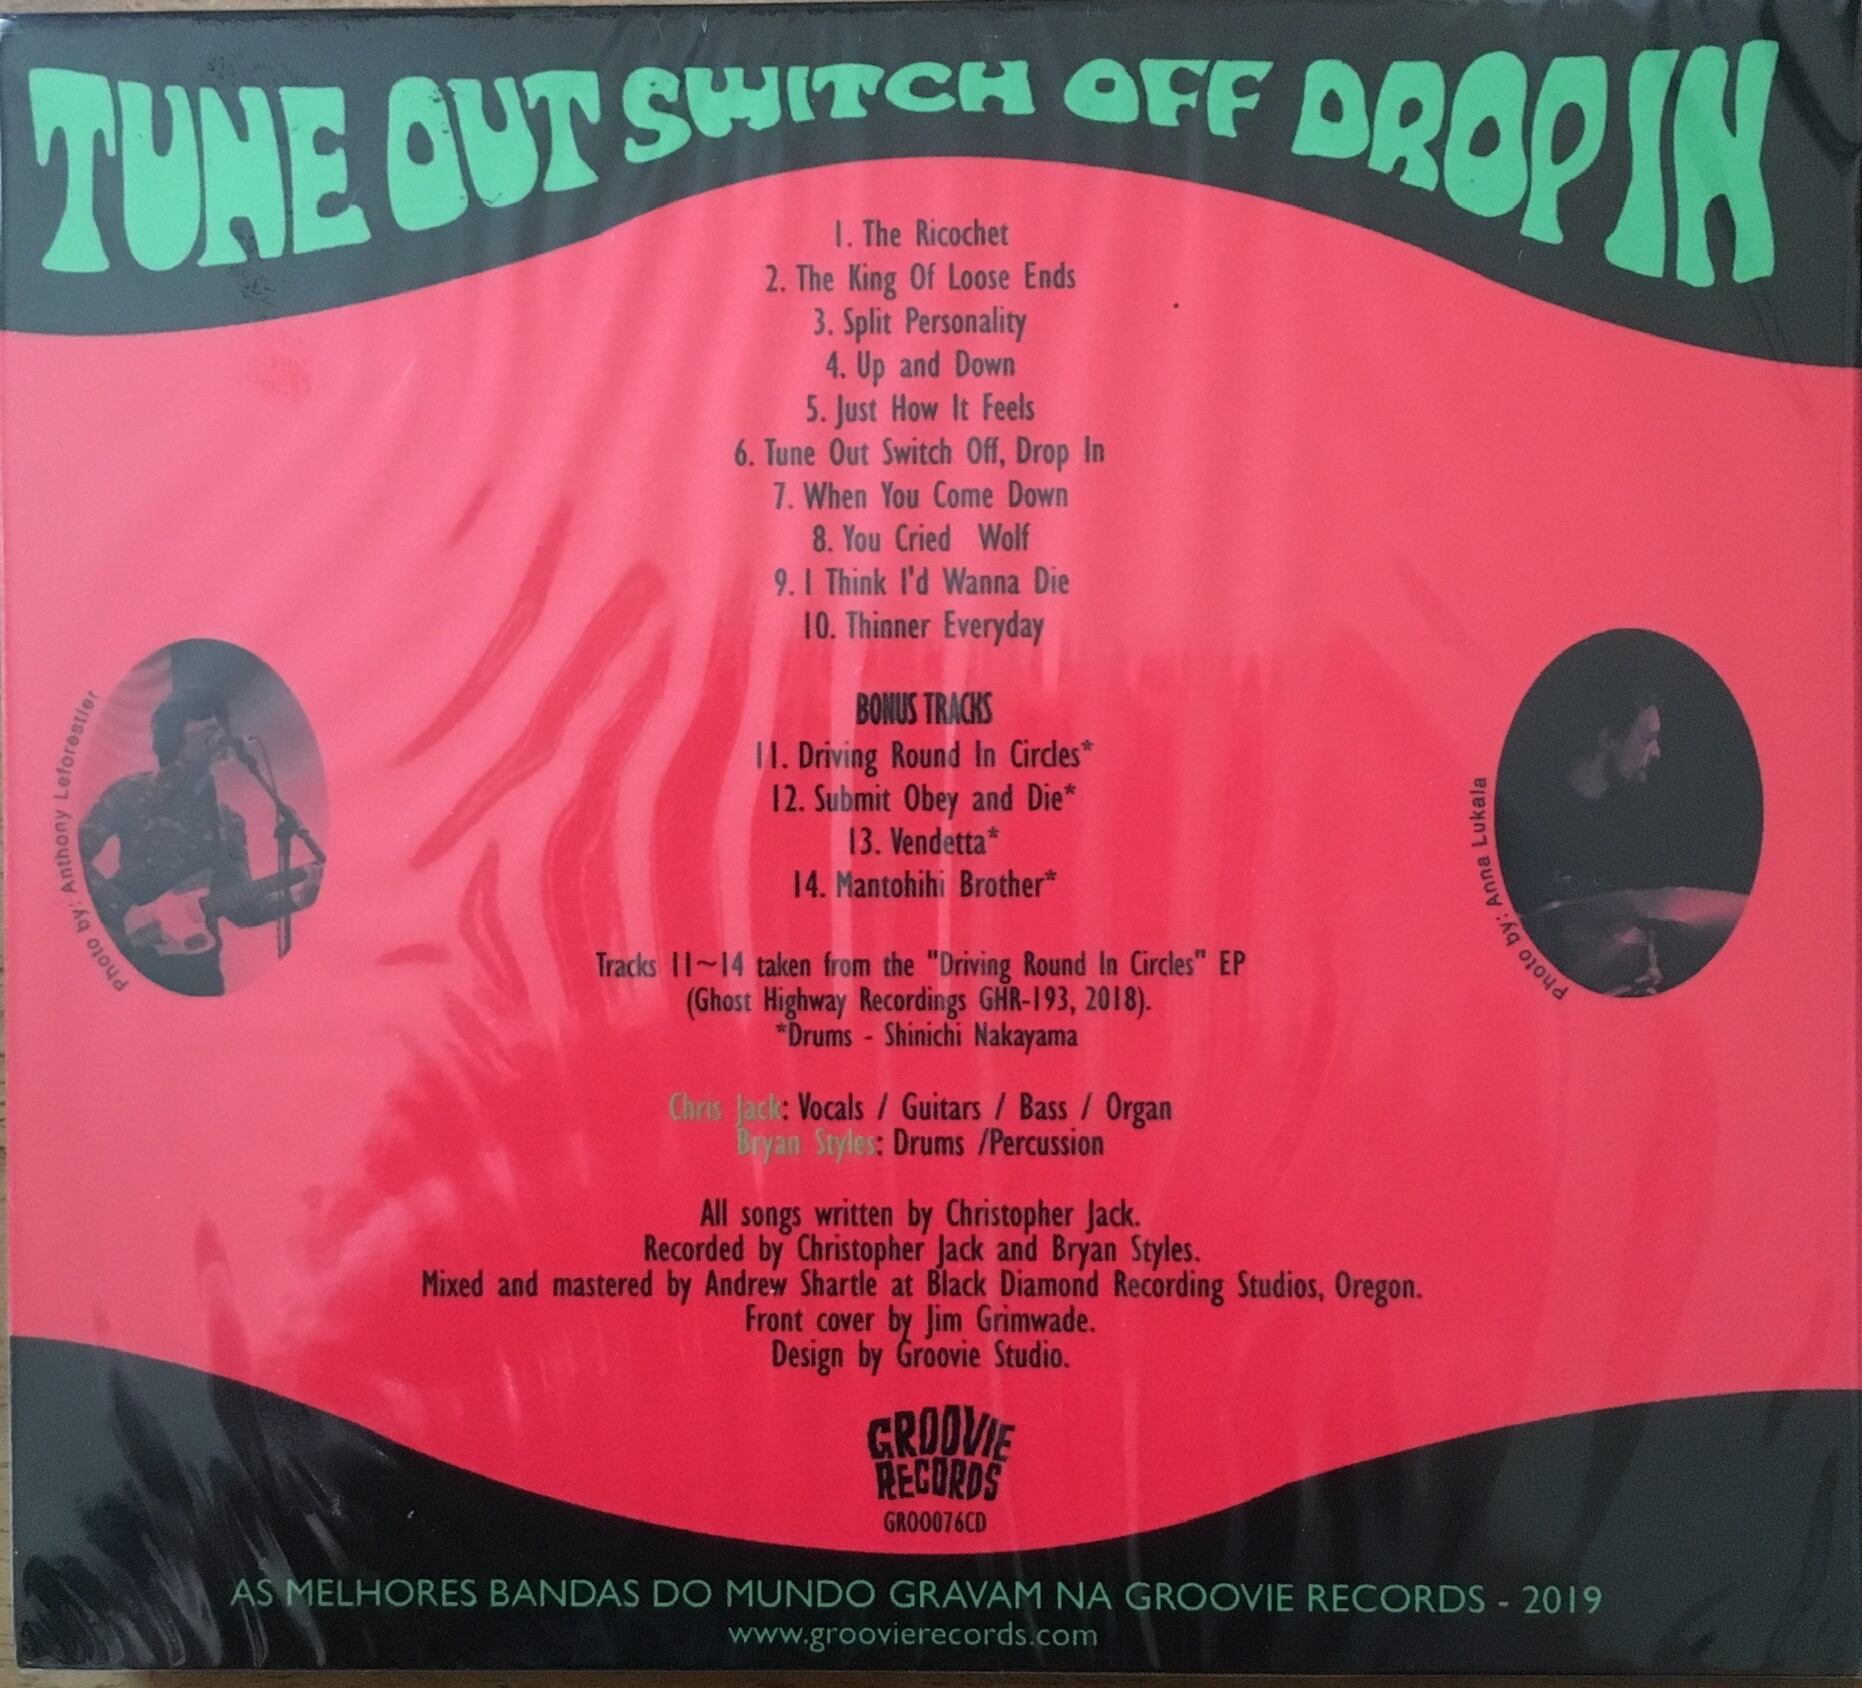 TUNE OUT SWITCH OFF DROP IN
1. The Ricochet
2. The King Of Loose Ends
3. Split Personality
4. Up and Down
5. Just How It Feels
6. Tune Out Switch Off, Drop In
7. When You Come Down
8. You Cried Wolf
9. I Think I'd Wanna Die
10. Thinner Everyday
BONUS TRACKS
11. Driving Round In Circles*
12. Submit Obey and Die*
13. Vendetta*
14. Mantohihi Brother*
Photo by: Anthony Leforestier
Photo by: Anna Lukala
Tracks 11~14 taken from the "Driving Round In Circles" EP
(Ghost Highway Recordings GHR-193, 2018).
*Drums - Shinichi Nakayama
Chris Jack: Vocals / Guitars / Bass / Organ
Bryan Styles: Drums /Percussion
All songs written by Christopher Jack.
Recorded by Christopher Jack and Bryan Styles.
Mixed and mastered by Andrew Shartle at Black Diamond Recording Studios, Oregon.
Front cover by Jim Grimwade.
Design by Groovie Studio.
GROOVIE
RECORDS
GROO076CD
AS MELHORES BANDAS DO MUNDO GRAVAM NA GROOVIE RECORDS - 2019
www.groovierecords.com